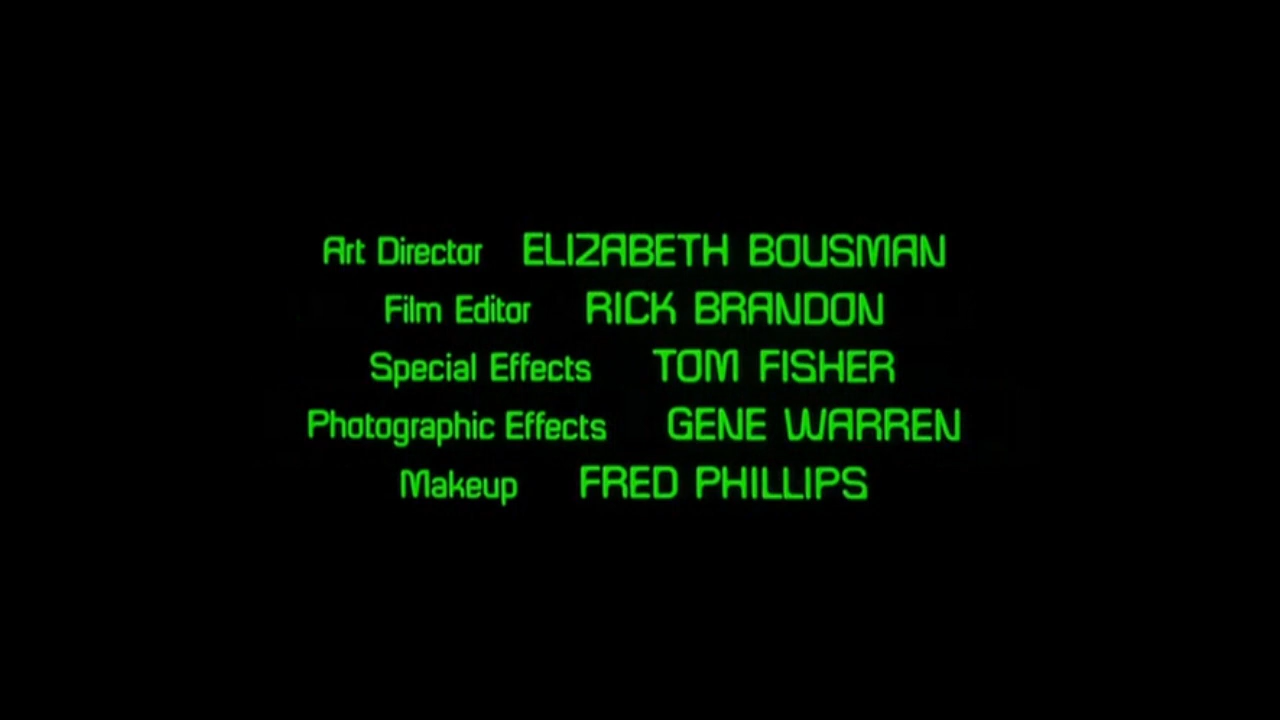 Art Director ELIZABETH BOUSMAN
Film Editor RICK BRANDON
Special Effects TOM FISHER
Photographic Effects GENE WARREN
Makeup FRED PHILLIPS